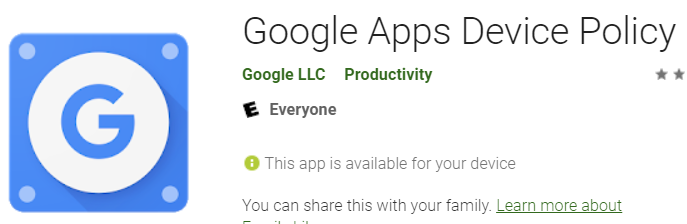 Google Apps Device Policy
Google LLC Productivity
E Everyone
This app is available for your device
You can share this with your family. Learn more about